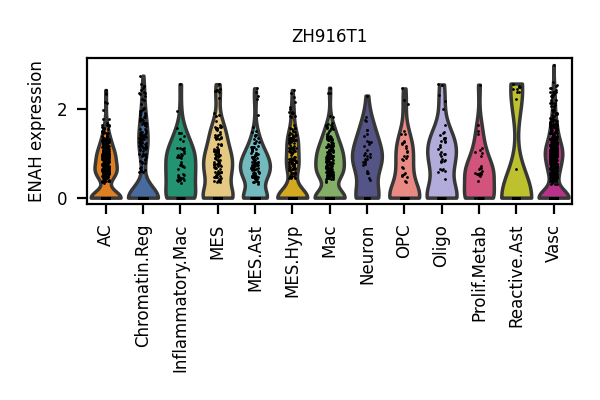 ZH916T1
ENAH expression
2
0
AC
Chromatin.Reg
Inflammatory.Mac
MES
MES.Ast
MES.Hyp
Mac
Neuron
OPC
Oligo
Prolif.Metab
Reactive.Ast
Vasc